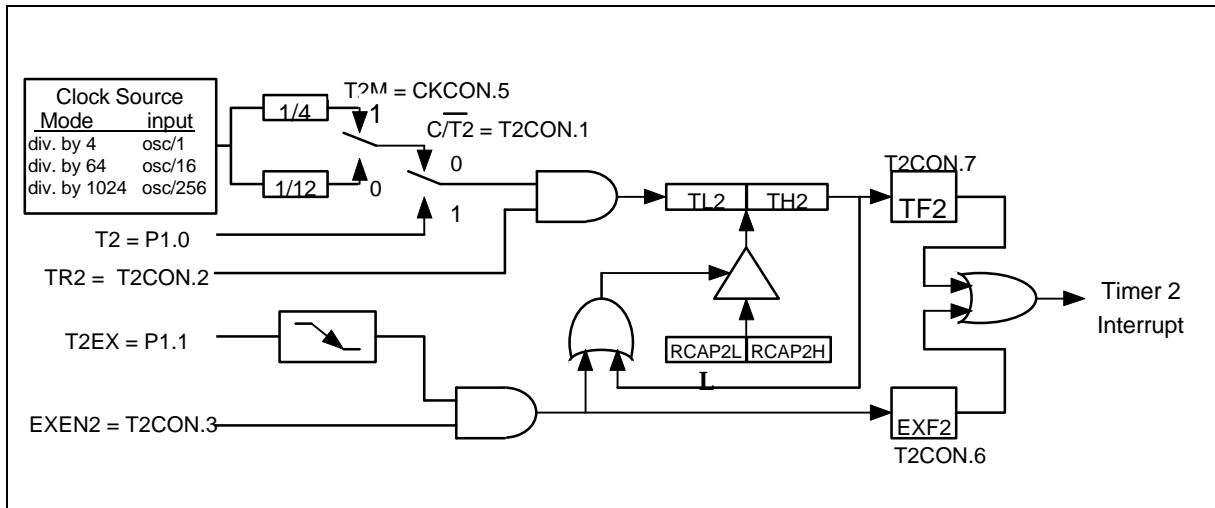 Clock Source
Mode input
div. by 4 osc/1
div. by 64 osc/16
div. by 1024 osc/256
1/4
1/12
T2M = CKCON.5
1
0
C/T2 = T2CON.1
0
1
T2 = P1.0
TR2 = T2CON.2
TL2 TH2
T2CON.7
TF2
T2EX = P1.1
RCAP2L RCAP2H
L
EXEN2 = T2CON.3
EXF2
T2CON.6
Timer 2
Interrupt